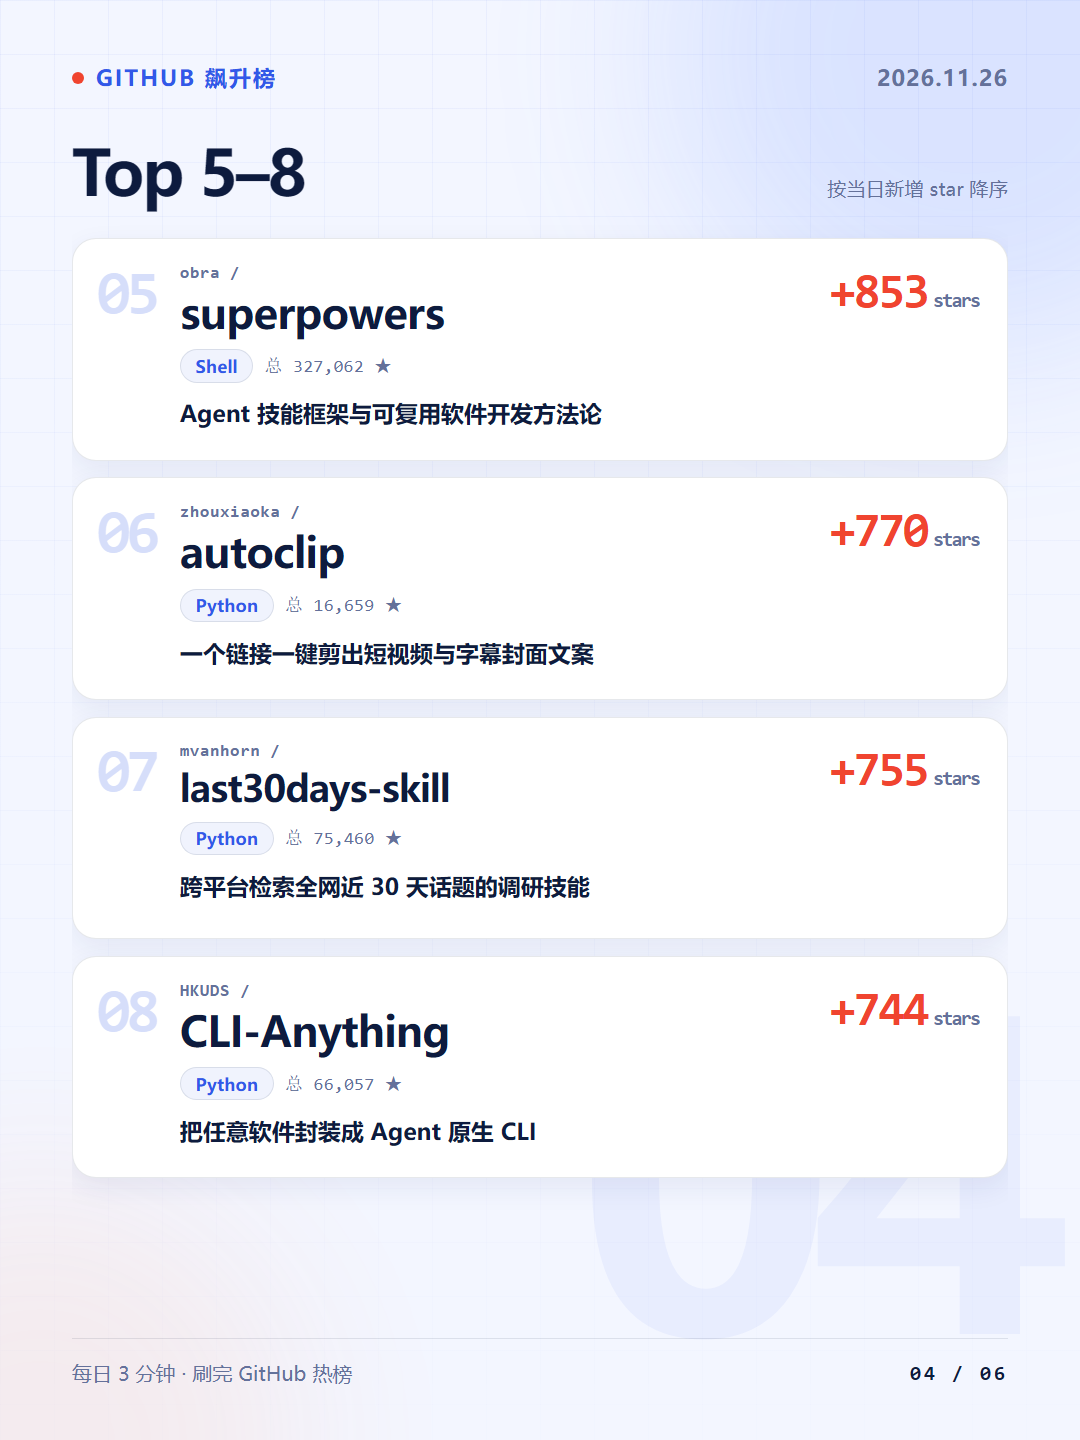 GITHUB 飙升榜
2026.11.26
Top 5–8
按当日新增 star 降序
05
obra /
superpowers
+853 stars
Shell 总 327,062 ★
Agent 技能框架与可复用软件开发方法论
06
zhouxiaoka /
autoclip
+770 stars
Python 总 16,659 ★
一个链接一键剪出短视频与字幕封面文案
07
mvanhorn /
last30days-skill
+755 stars
Python 总 75,460 ★
跨平台检索全网近 30 天话题的调研技能
08
HKUDS /
CLI-Anything
+744 stars
Python 总 66,057 ★
把任意软件封装成 Agent 原生 CLI
04
每日 3 分钟 · 刷完 GitHub 热榜
04 / 06